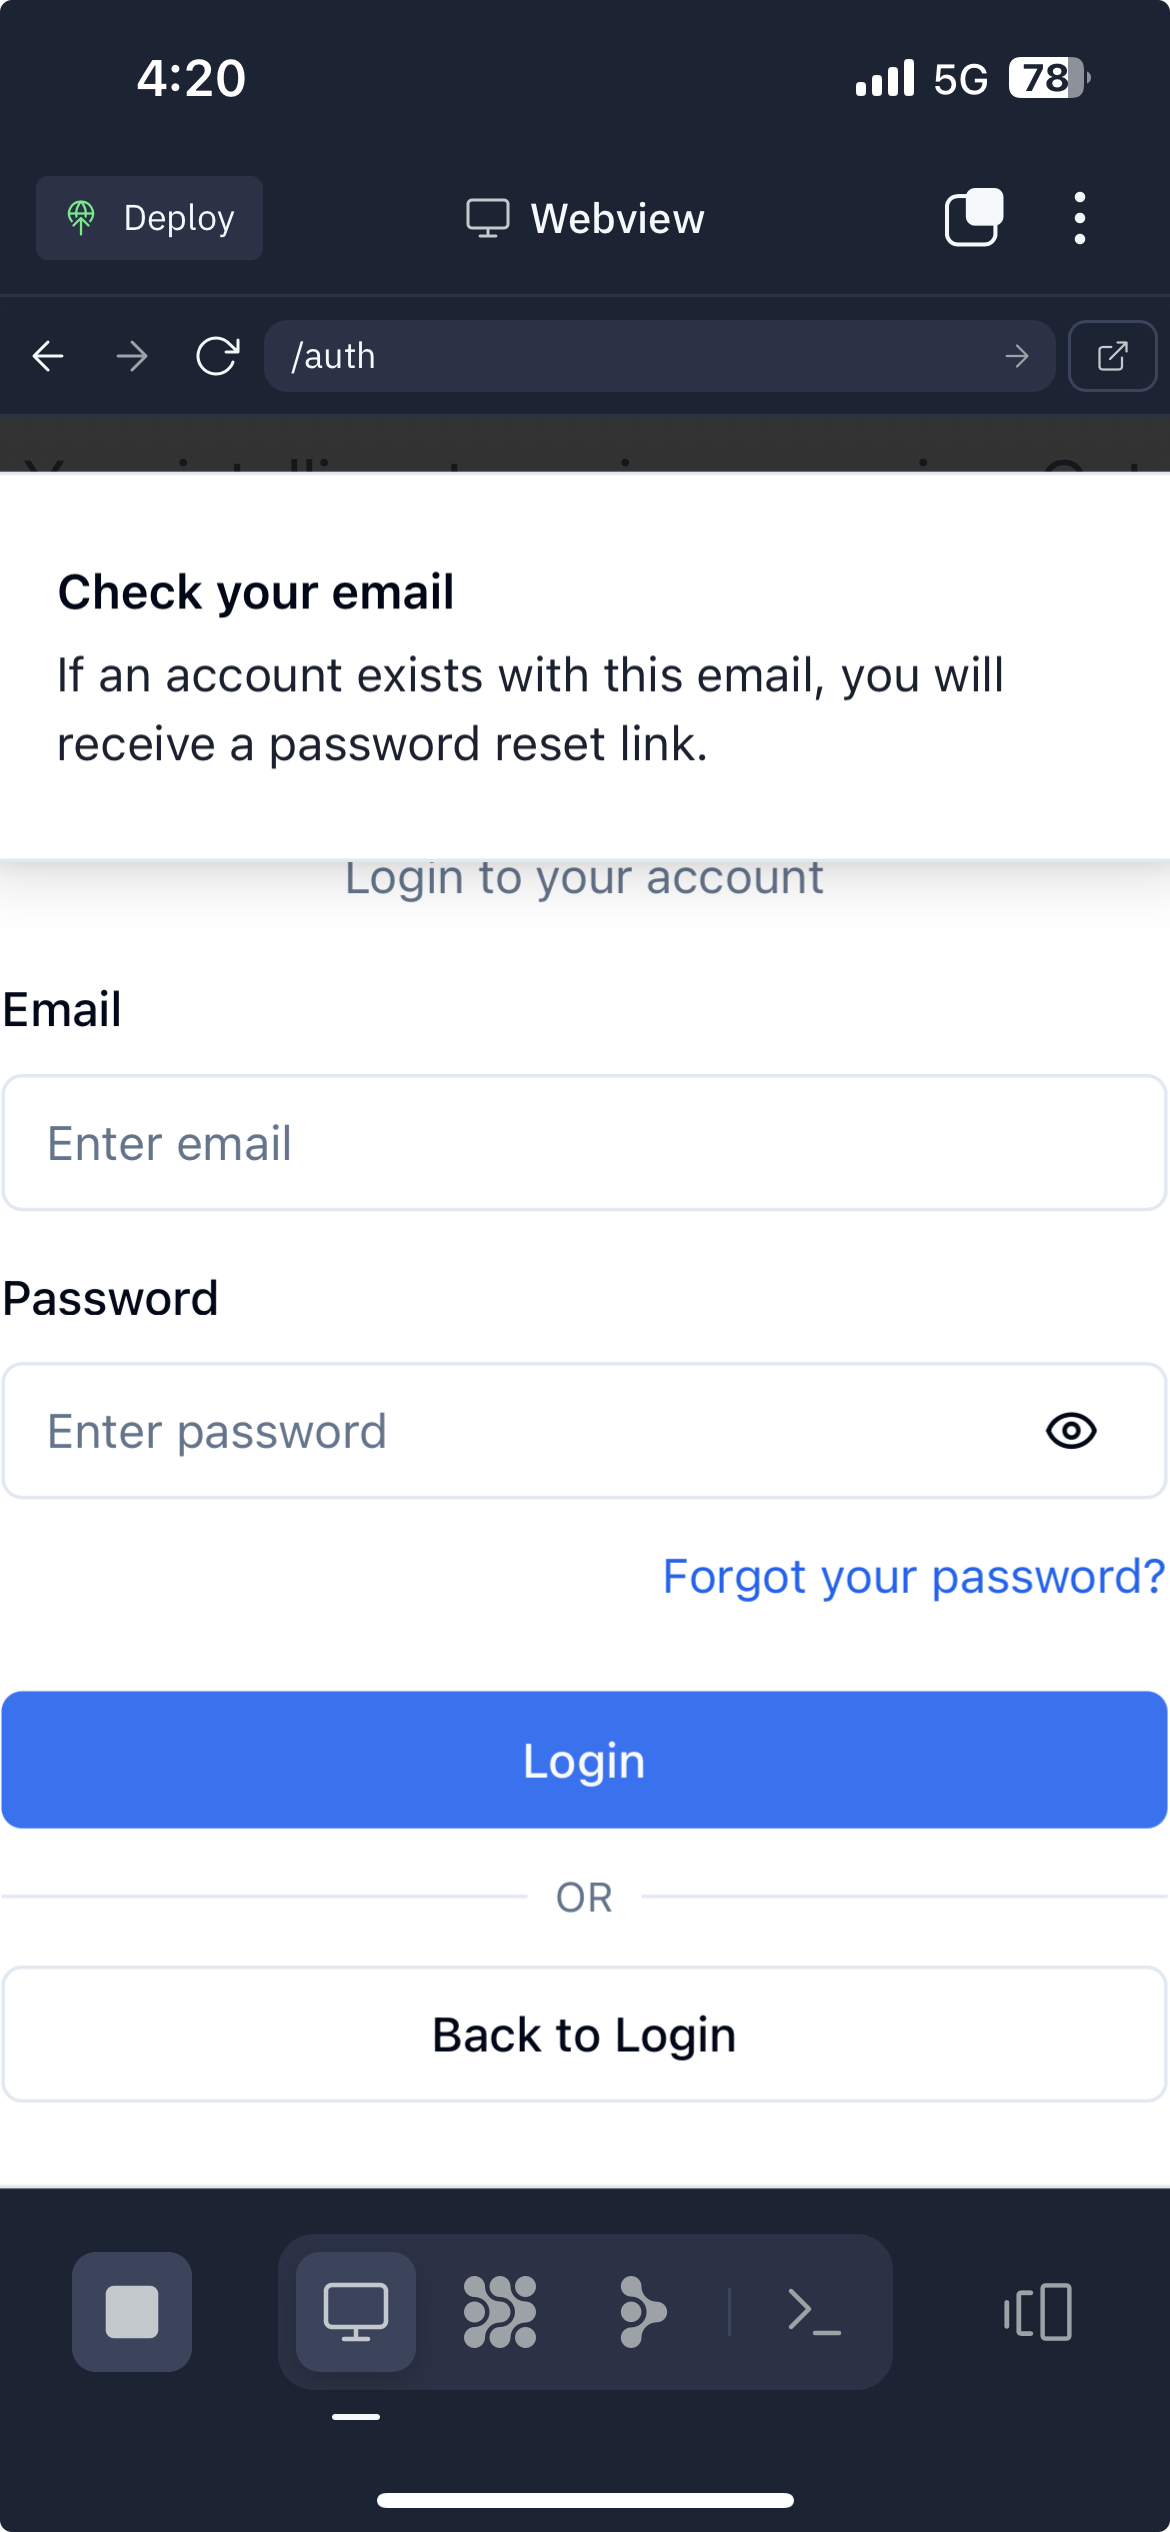 4:20 5G 78
Deploy Webview
/auth
Check your email
If an account exists with this email, you will
receive a password reset link.
Login to your account
Email
Enter email
Password
Enter password
Forgot your password?
Login
OR
Back to Login